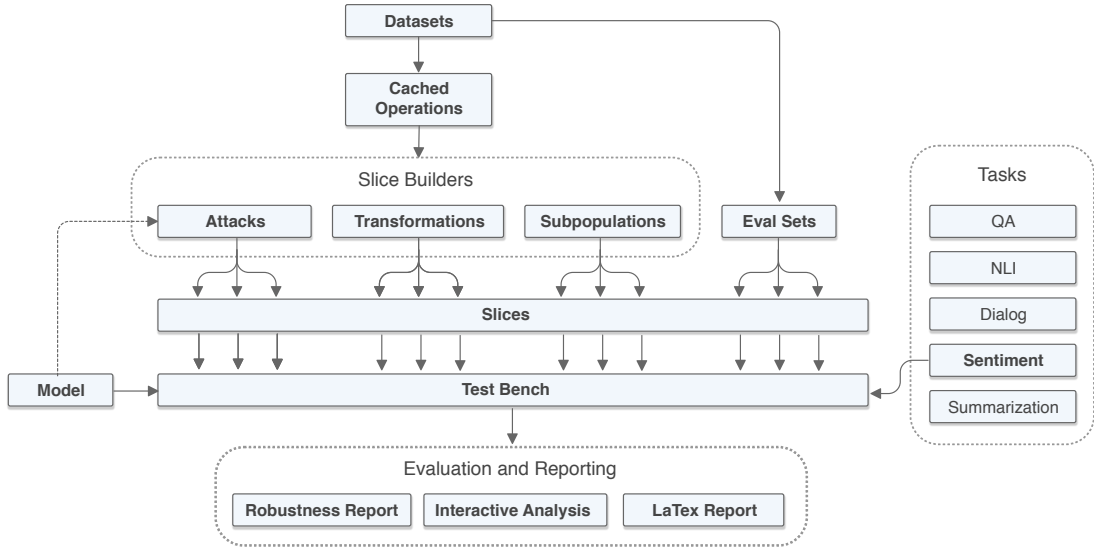 Datasets
Cached
Operations
Slice Builders
Attacks
Transformations
Subpopulations
Eval Sets
Slices
Model
Test Bench
Tasks
QA
NLI
Dialog
Sentiment
Summarization
Evaluation and Reporting
Robustness Report
Interactive Analysis
LaTex Report